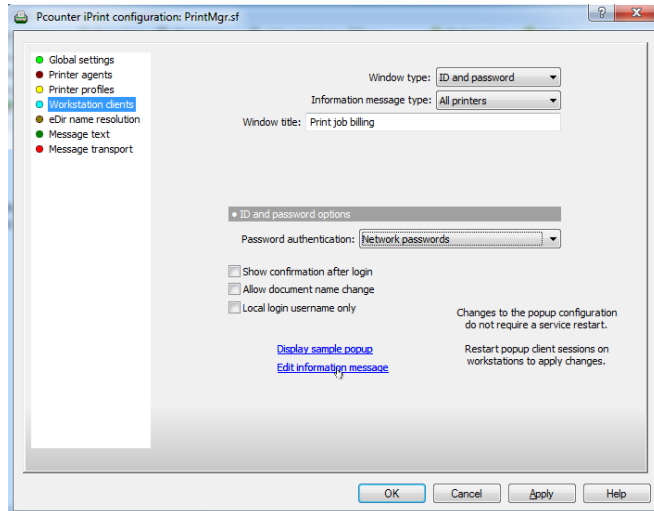 Pcounter iPrint configuration: PrintMgr.sf
Global settings
Printer agents
Printer profiles
Workstation clients
eDir name resolution
Message text
Message transport
Window type: ID and password
Information message type: All printers
Window title: Print job billing
ID and password options
Password authentication: Network passwords
Show confirmation after login
Allow document name change
Local login username only
Changes to the popup configuration
do not require a service restart.
Display sample popup
Edit information message
Restart popup client sessions on
workstations to apply changes.
OK Cancel Apply Help